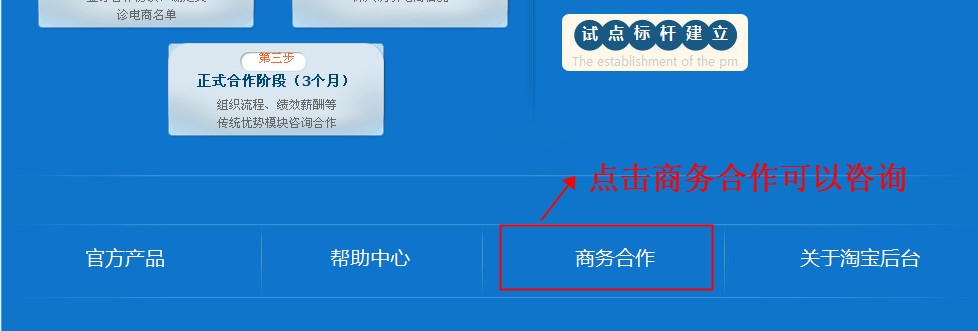 诊电商名单
试点标杆建立
The establishment of the pm
第三步
正式合作阶段（3个月）
组织流程、绩效薪酬等
传统优势模块咨询合作
点击商务合作可以咨询
官方产品
帮助中心
商务合作
关于淘宝后台